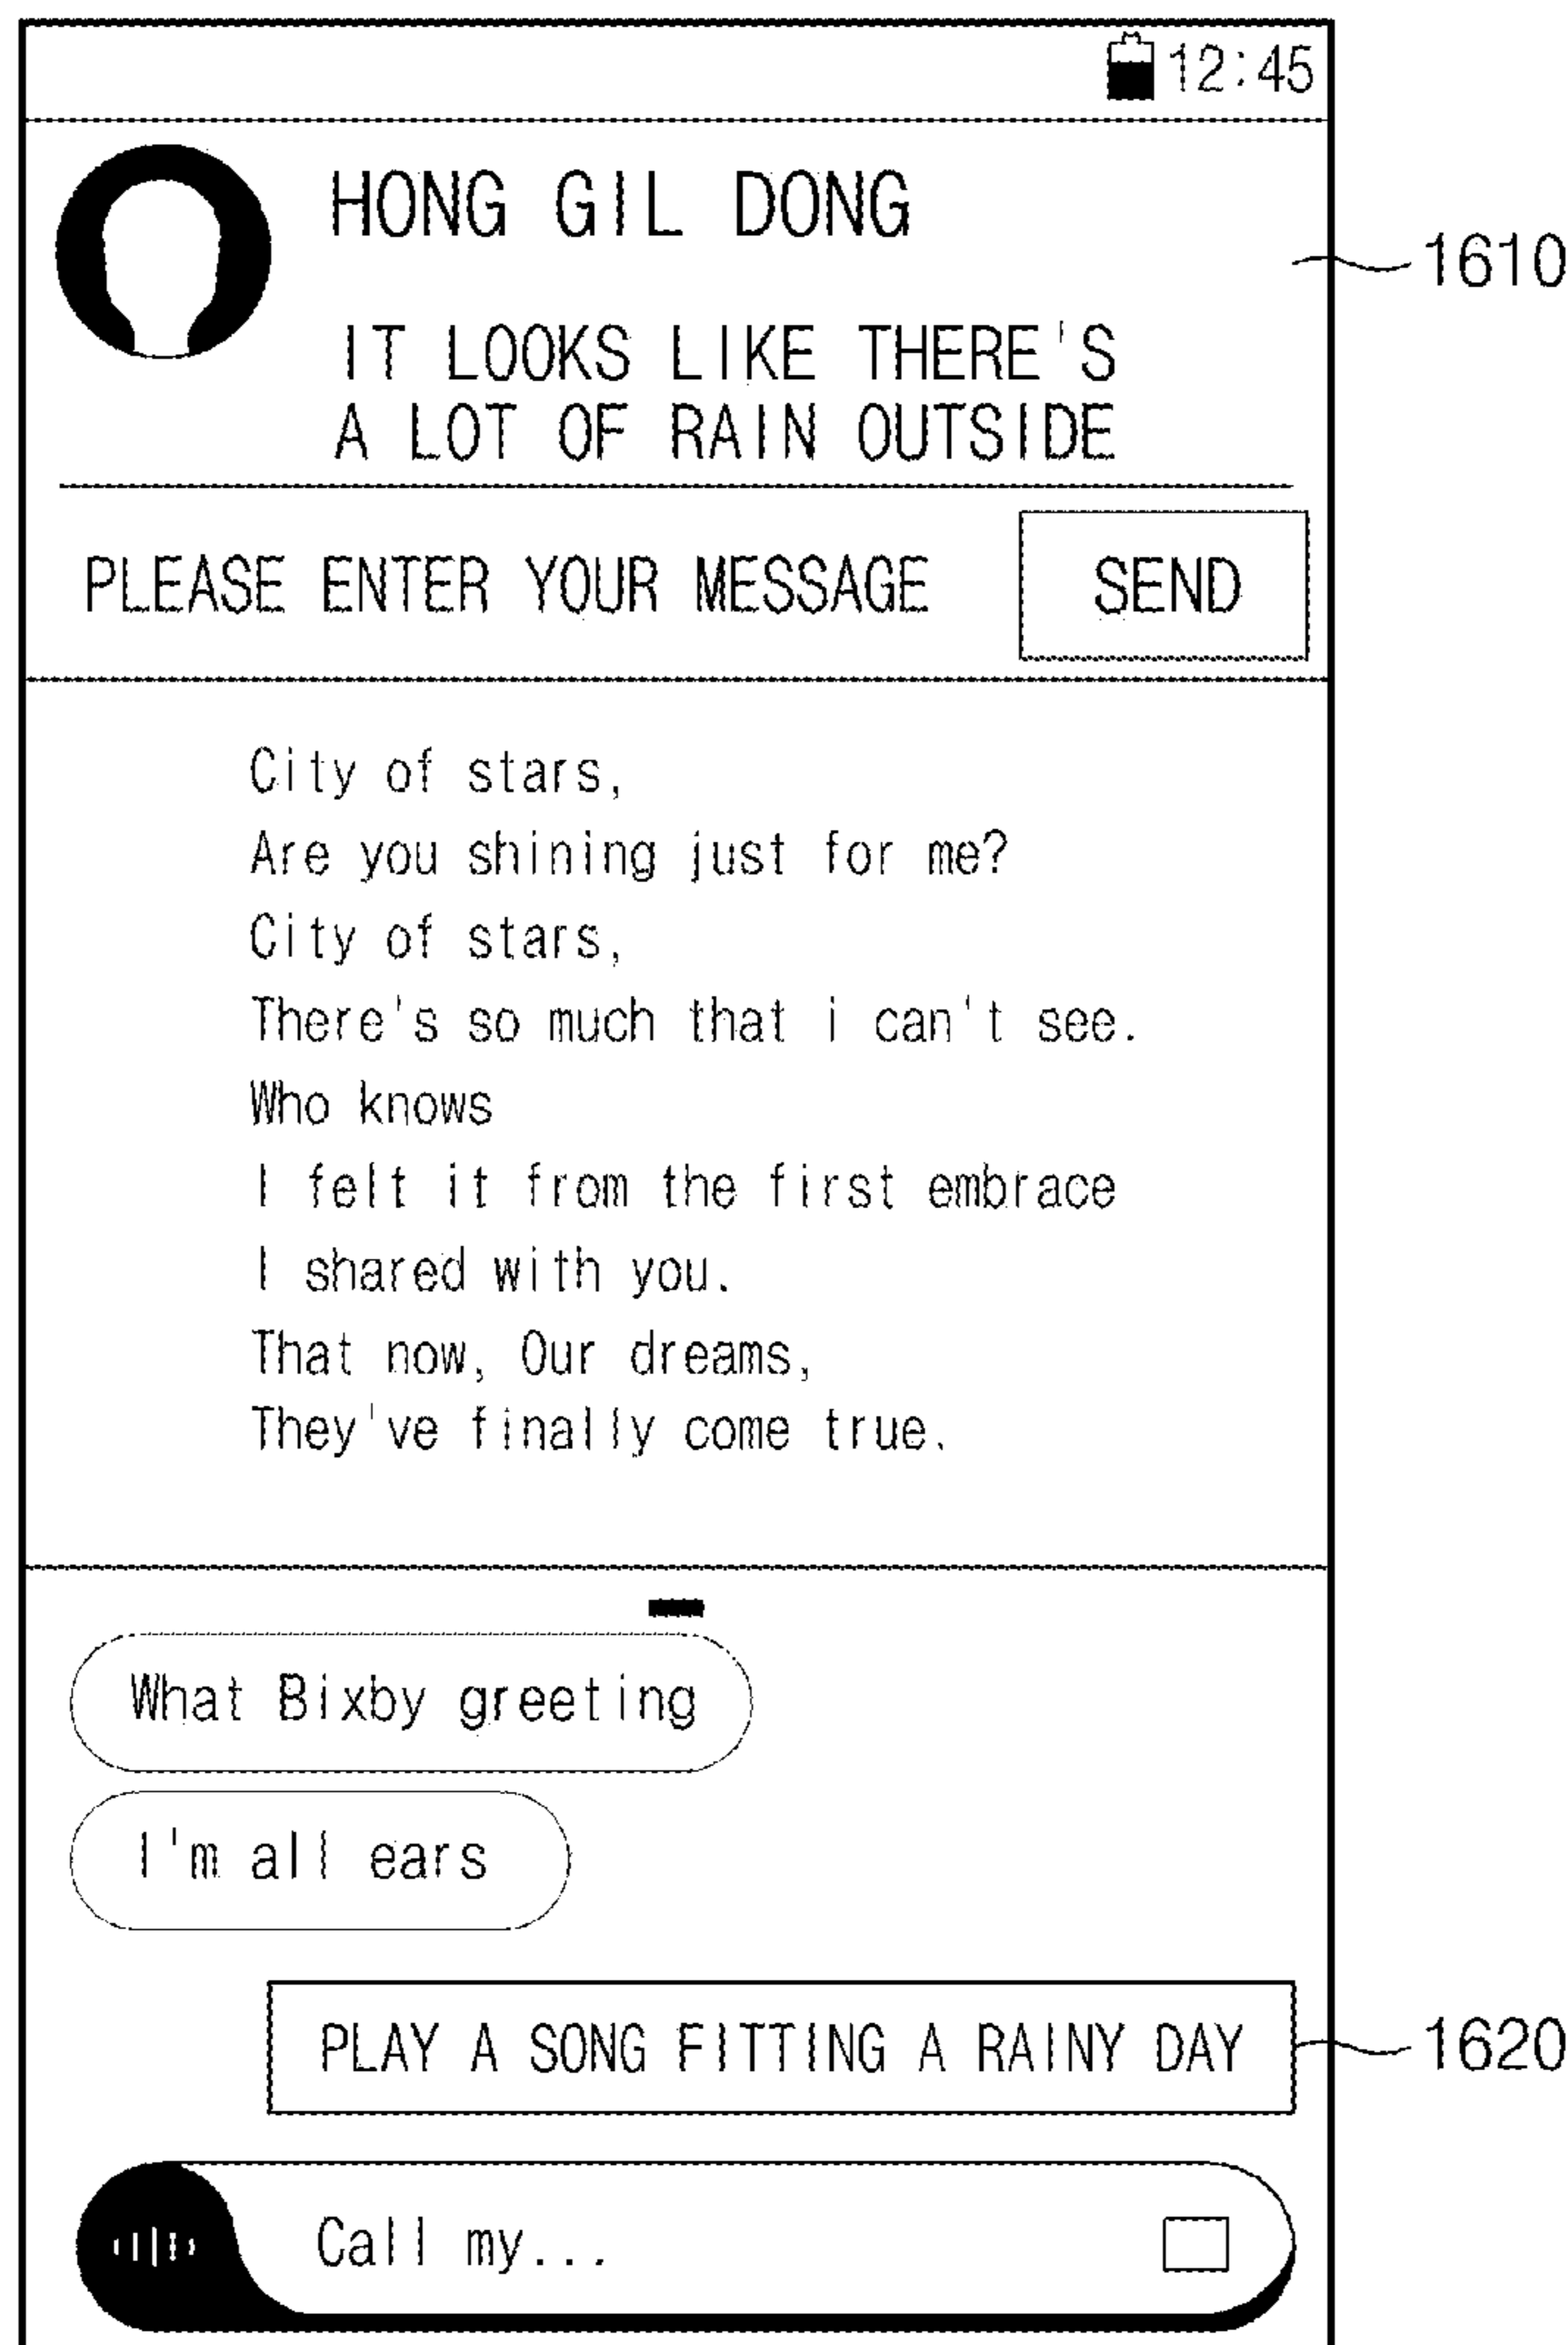 12:45
HONG GIL DONG
1610
IT LOOKS LIKE THERE'S
A LOT OF RAIN OUTSIDE
PLEASE ENTER YOUR MESSAGE
SEND
City of stars,
Are you shining just for me?
City of stars,
There's so much that i can't see.
Who knows
I felt it from the first embrace
I shared with you.
That now, Our dreams,
They've finally come true.
What Bixby greeting
I'm all ears
PLAY A SONG FITTING A RAINY DAY
1620
Call my...